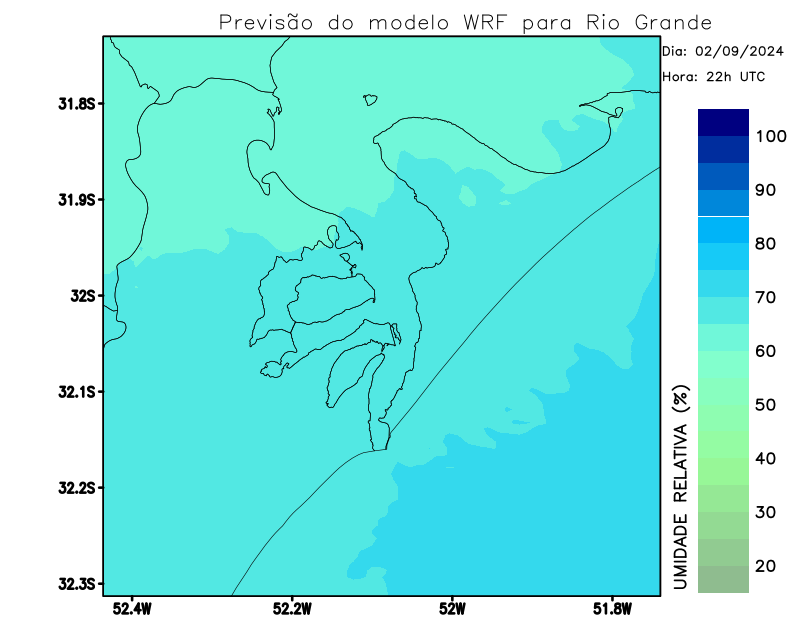 Previsão do modelo WRF para Rio Grande
Dia: 02/09/2024
Hora: 22h UTC
31.8S
31.9S
32S
32.1S
32.2S
32.3S
52.4W
52.2W
52W
51.8W
100
90
80
70
60
50
40
30
20
UMIDADE RELATIVA (%)